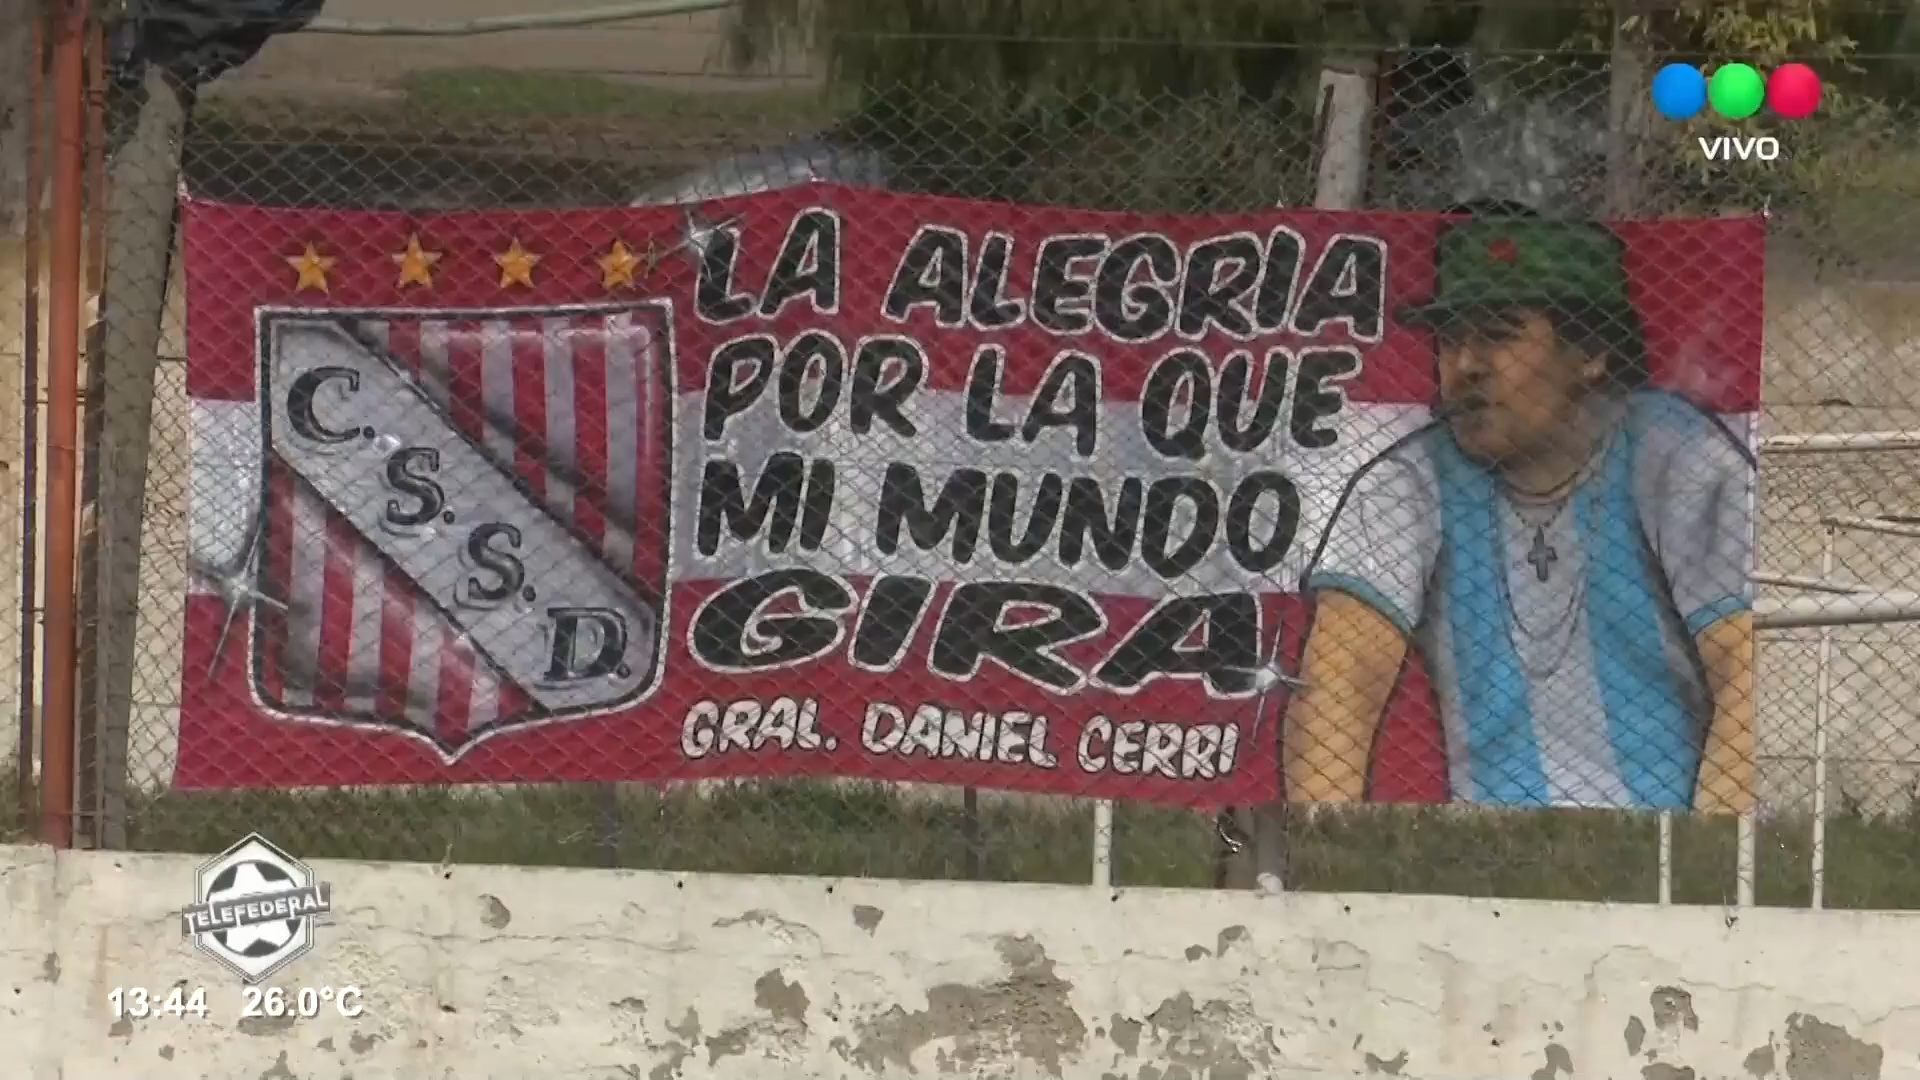 VIVO
LA ALEGRIA
POR LA QUE
MI MUNDO
GIRA
GRAL. DANIEL CERRI
C.
S.
S.
D.
TELEFEDERAL
13:44 26.0°C